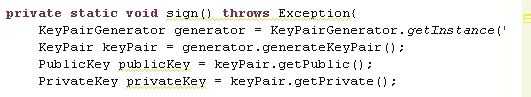 private static void sign() throws Exception{
KeyPairGenerator generator = KeyPairGenerator.getInstance('
KeyPair keyPair = generator.generateKeyPair();
PublicKey publicKey = keyPair.getPublic();
PrivateKey privateKey = keyPair.getPrivate();